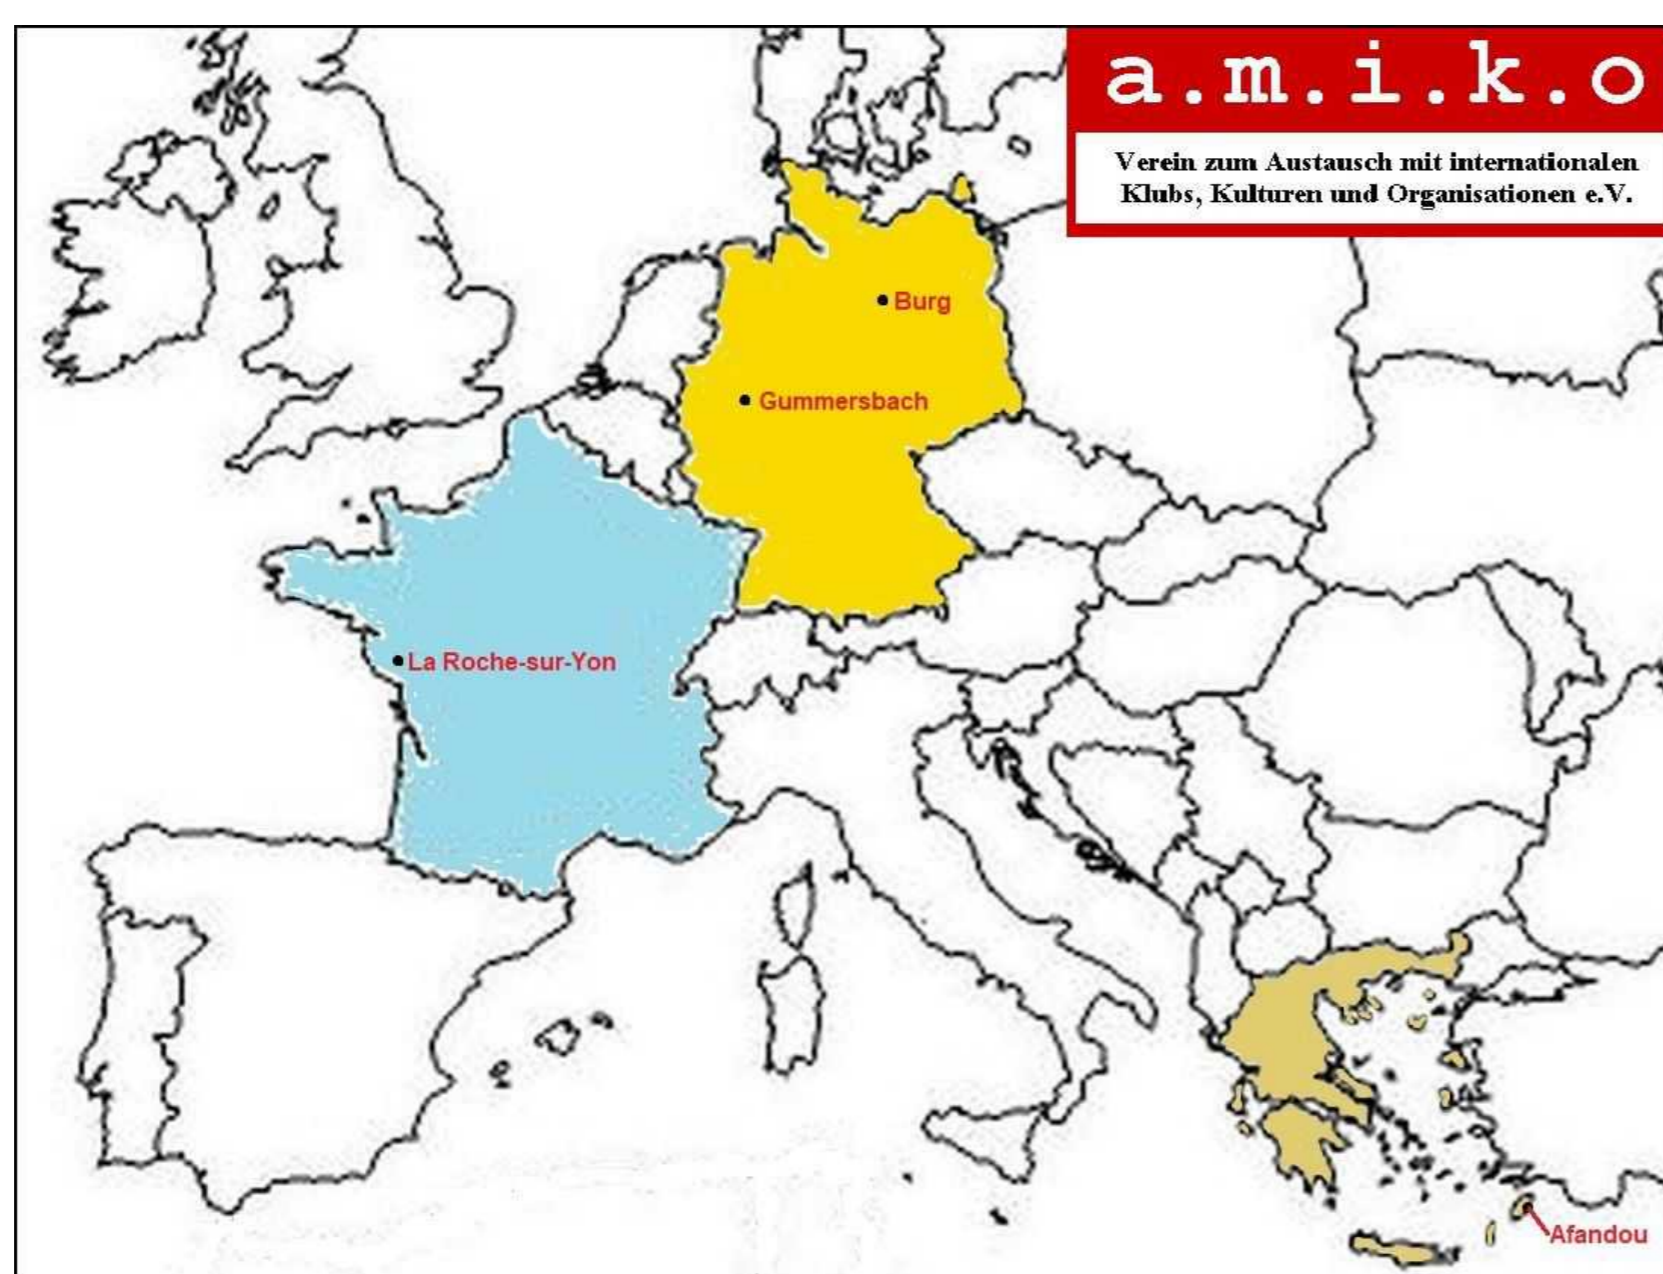 a.m.i.k.o
Verein zum Austausch mit internationalen
Klubs, Kulturen und Organisationen e.V.
Burg
Gummersbach
La Roche-sur-Yon
Afandou